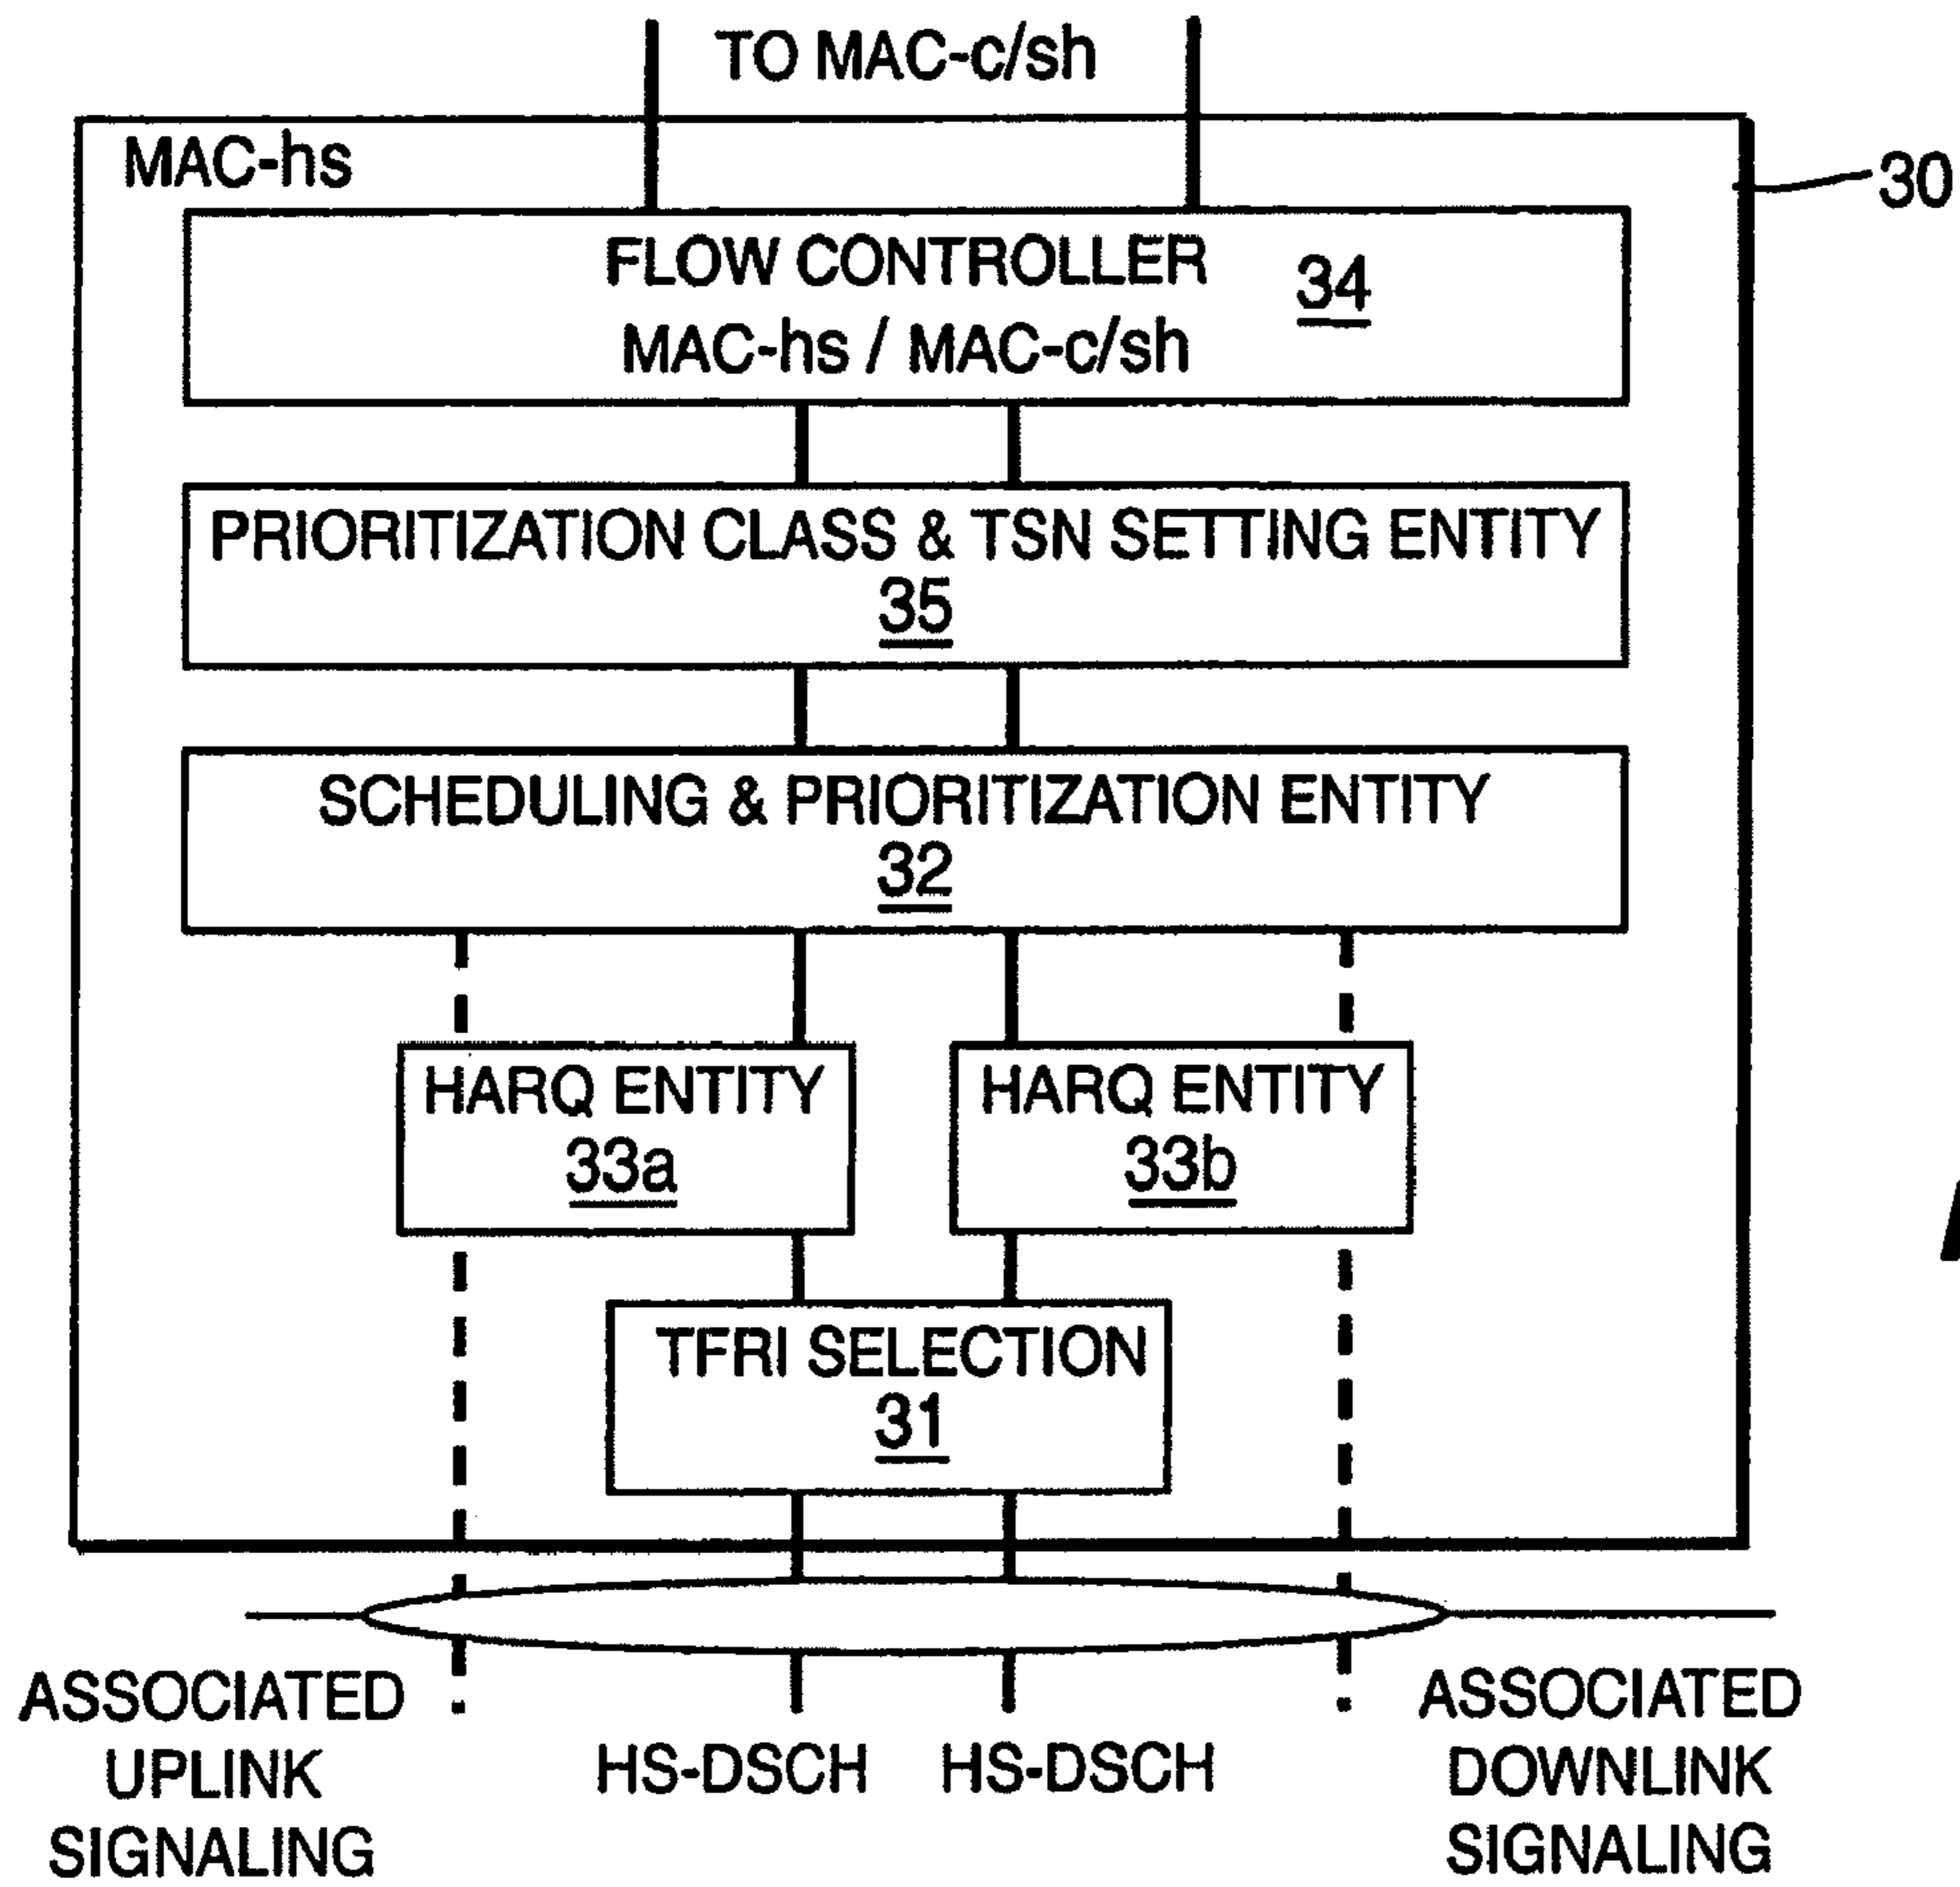 TO MAC-c/sh
MAC-hs
30
FLOW CONTROLLER
34
MAC-hs / MAC-c/sh
PRIORITIZATION CLASS & TSN SETTING ENTITY
35
SCHEDULING & PRIORITIZATION ENTITY
32
HARQ ENTITY
33a
HARQ ENTITY
33b
TFRI SELECTION
31
ASSOCIATED
UPLINK
SIGNALING
HS-DSCH
HS-DSCH
ASSOCIATED
DOWNLINK
SIGNALING